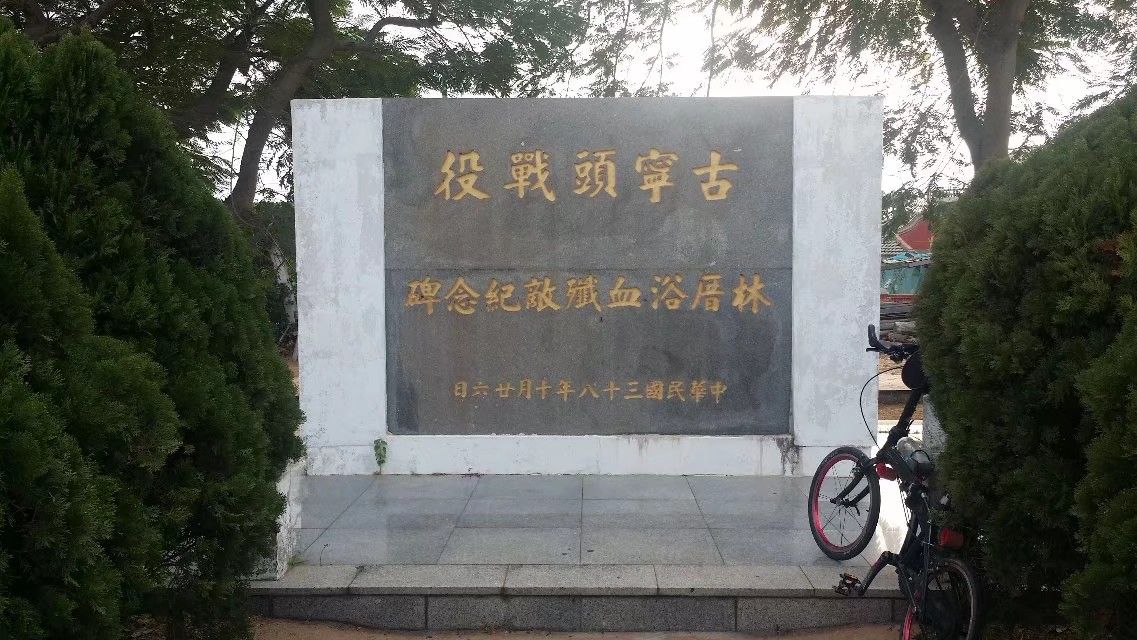 古寧頭戰役
林厝浴血殲敵紀念碑
中華民國三十八年十月廿六日